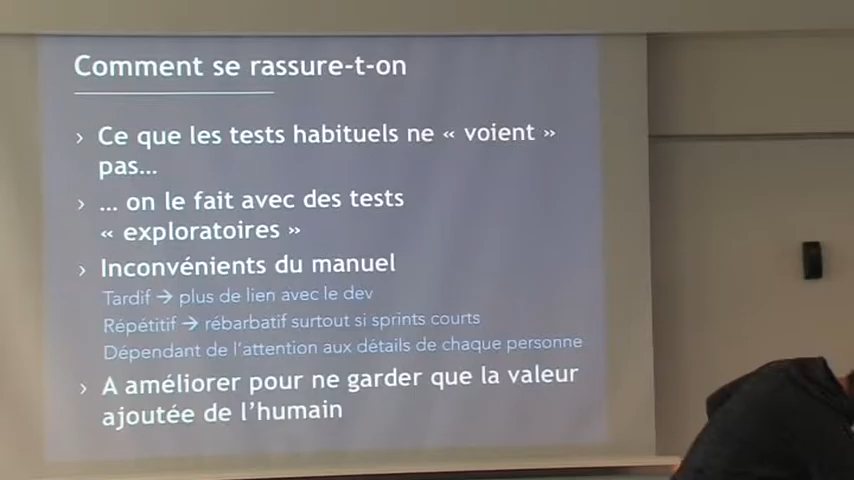 Comment se rassure-t-on
› Ce que les tests habituels ne « voient »
pas...
› ... on le fait avec des tests
« exploratoires »
› Inconvénients du manuel
Tardif → plus de lien avec le dev
Répétitif → rébarbatif surtout si sprints courts
Dépendant de l'attention aux détails de chaque personne
› A améliorer pour ne garder que la valeur
ajoutée de l'humain